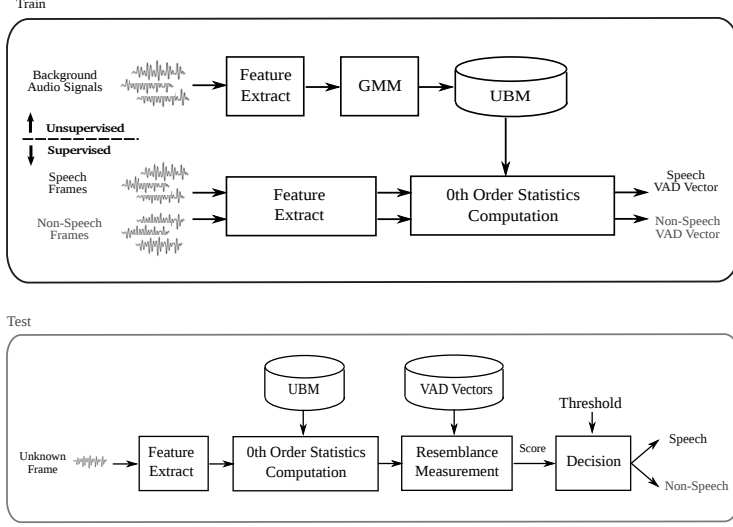 Train
Background
Audio Signals
Feature
Extract
GMM
UBM
Unsupervised
Supervised
Speech
Frames
Non-Speech
Frames
Feature
Extract
0th Order Statistics
Computation
Speech
VAD Vector
Non-Speech
VAD Vector
Test
UBM
VAD Vectors
Threshold
Unknown
Frame
Feature
Extract
0th Order Statistics
Computation
Resemblance
Measurement
Score
Decision
Speech
Non-Speech